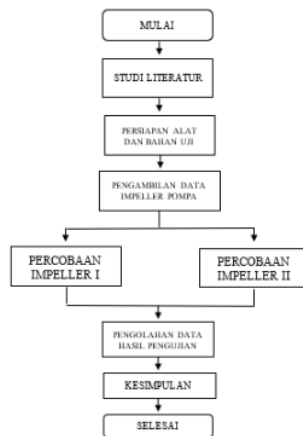 MULAI
STUDI LITERATUR
PERSIAPAN ALAT
DAN BAHAN UJI
PENGAMBILAN DATA
IMPELLER POMPA
PERCOBAAN
IMPELLER I
PERCOBAAN
IMPELLER II
PENGOLAHAN DATA
HASIL PENGUJIAN
KESIMPULAN
SELESAI